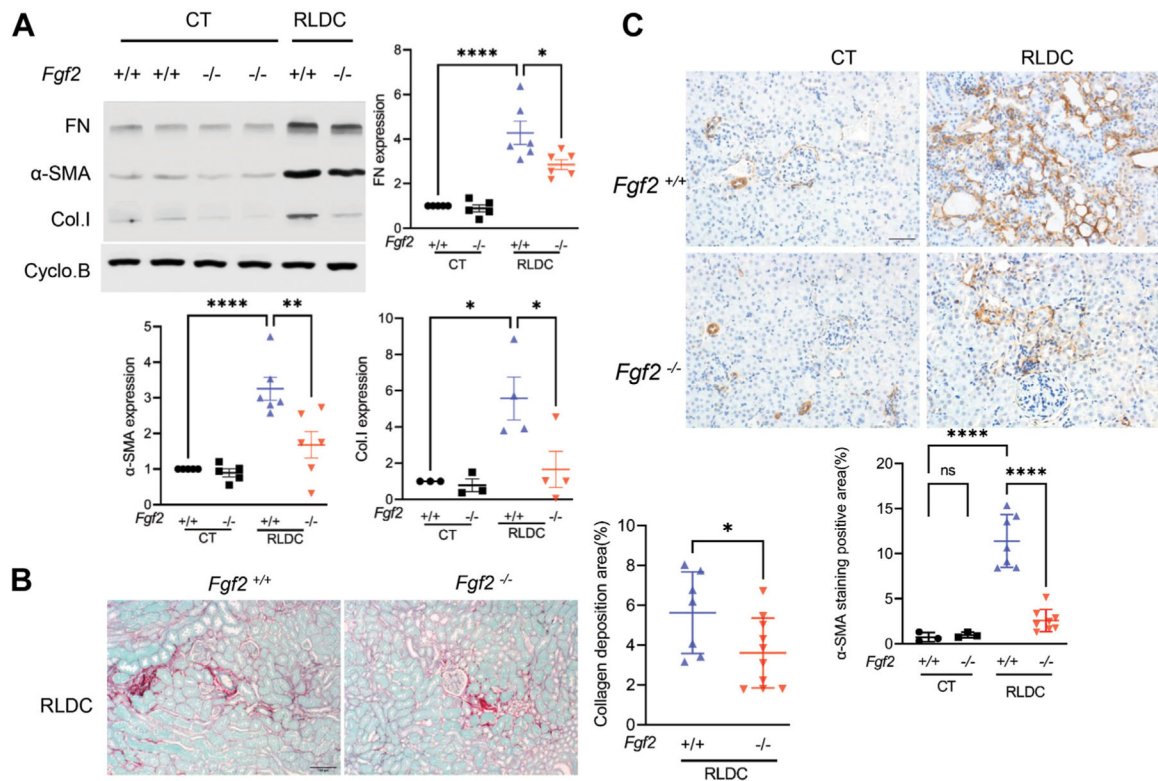 A
CT RLDC
Fgf2 +/+ +/+ -/- -/- +/+ -/-
FN
α-SMA
Col.I
Cyclo.B
FN expression
10
8
6
4
2
0
**** *
Fgf2 +/+ -/- +/+ -/-
CT RLDC
α-SMA expression
5
4
3
2
1
0
**** **
Fgf2 +/+ -/- +/+ -/-
CT RLDC
Col.I expression
10
8
6
4
2
0
* *
Fgf2 +/+ -/- +/+ -/-
CT RLDC
B
Fgf2 +/+ Fgf2 -/-
RLDC
Collagen deposition area(%)
10
8
6
4
2
0
*
Fgf2 +/+ -/-
RLDC
C
CT RLDC
Fgf2 +/+
Fgf2 -/-
α-SMA staining positive area(%)
20
15
10
5
0
****
ns ****
Fgf2 +/+ -/- +/+ -/-
CT RLDC